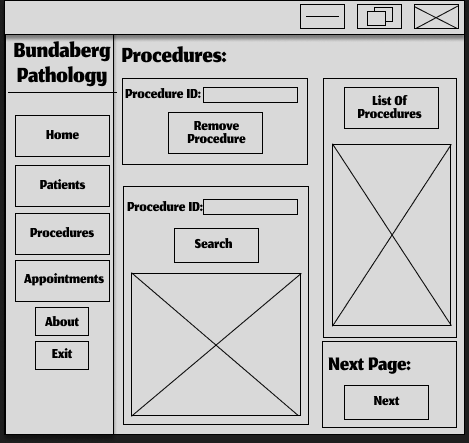 Bundaberg
Pathology
Home
Patients
Procedures
Appointments
About
Exit
Procedures:
Procedure ID:
Remove
Procedure
Procedure ID:
Search
List Of
Procedures
Next Page:
Next